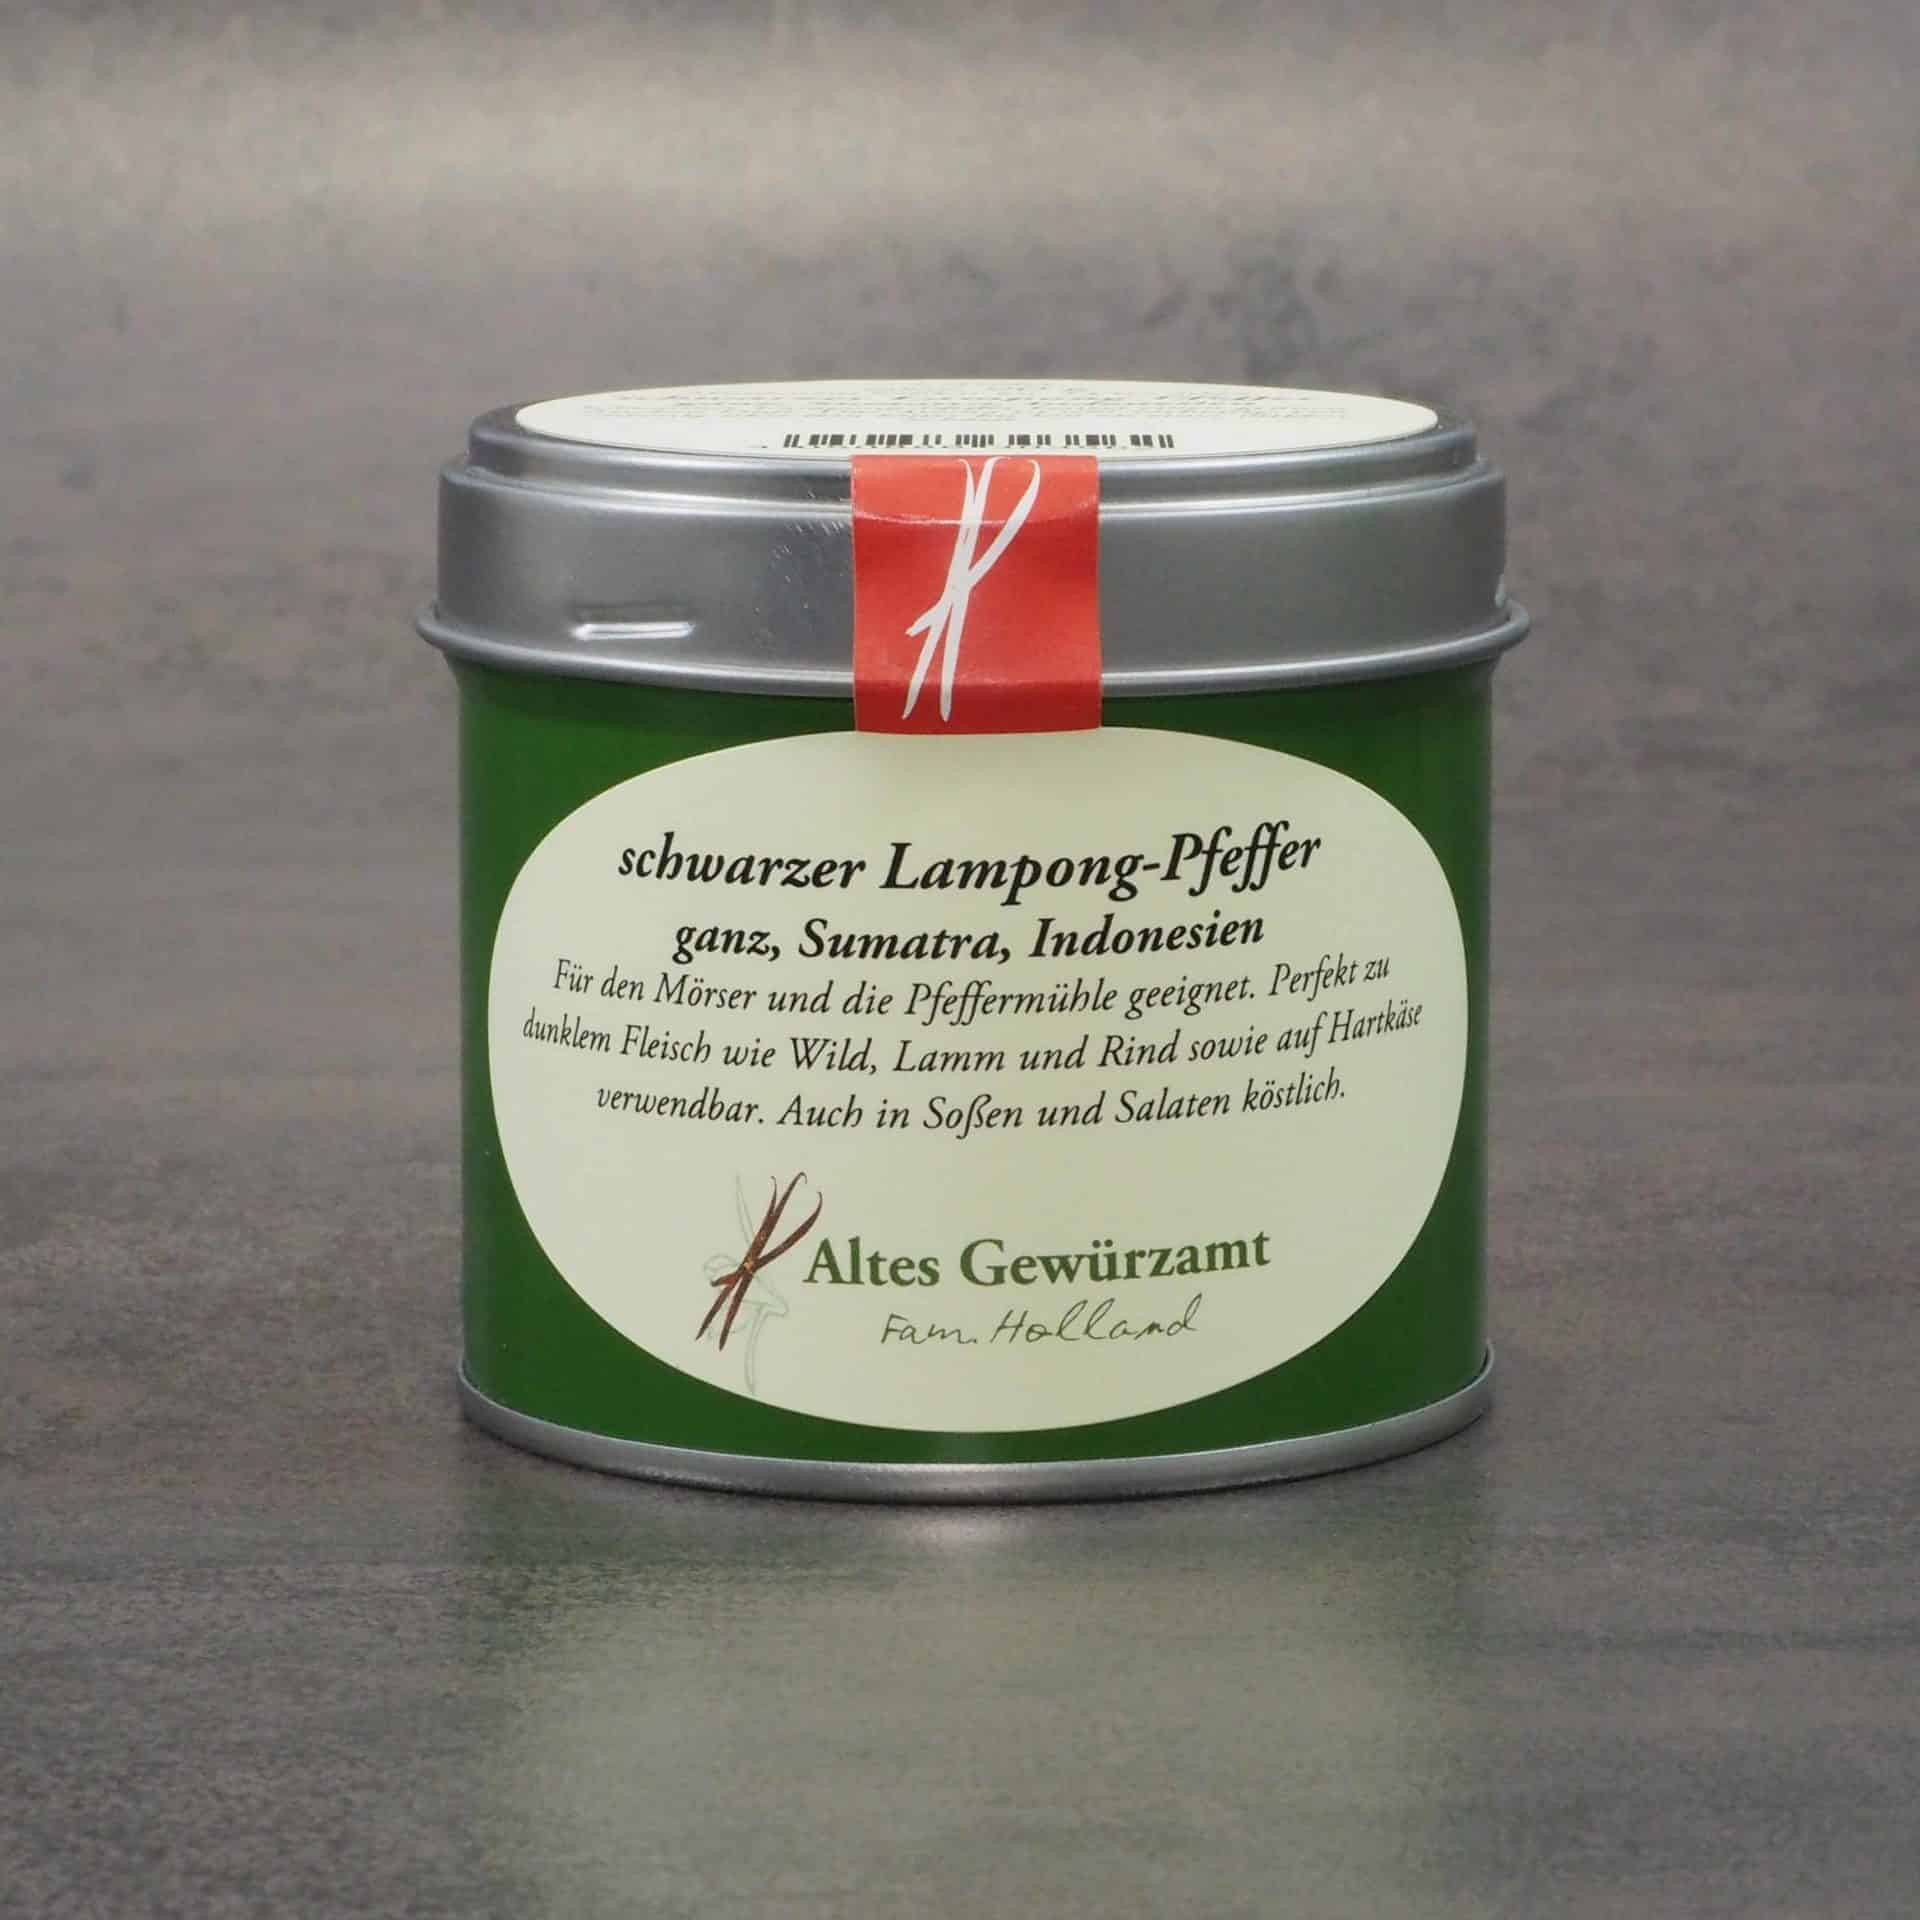 schwarzer Lampong-Pfeffer
ganz, Sumatra, Indonesien
Für den Mörser und die Pfeffermühle geeignet. Perfekt zu
dunklem Fleisch wie Wild, Lamm und Rind sowie auf Hartkäse
verwendbar. Auch in Soßen und Salaten köstlich.
Altes Gewürzamt
Fam. Holland